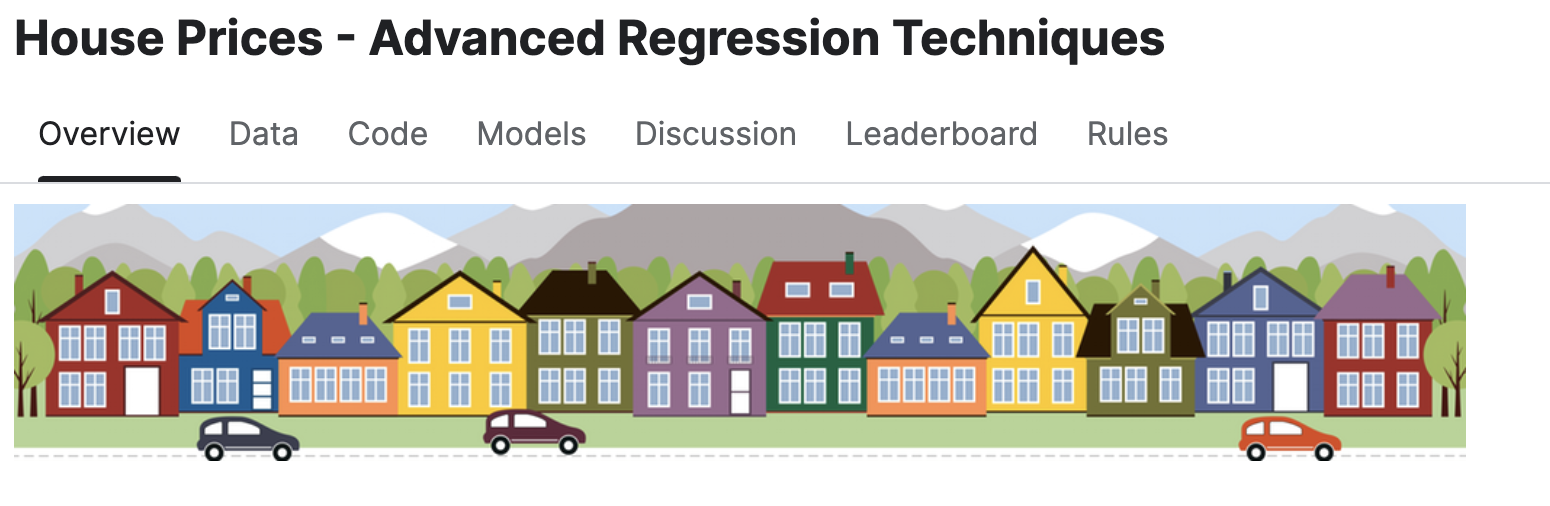 House Prices - Advanced Regression Techniques
Overview Data Code Models Discussion Leaderboard Rules